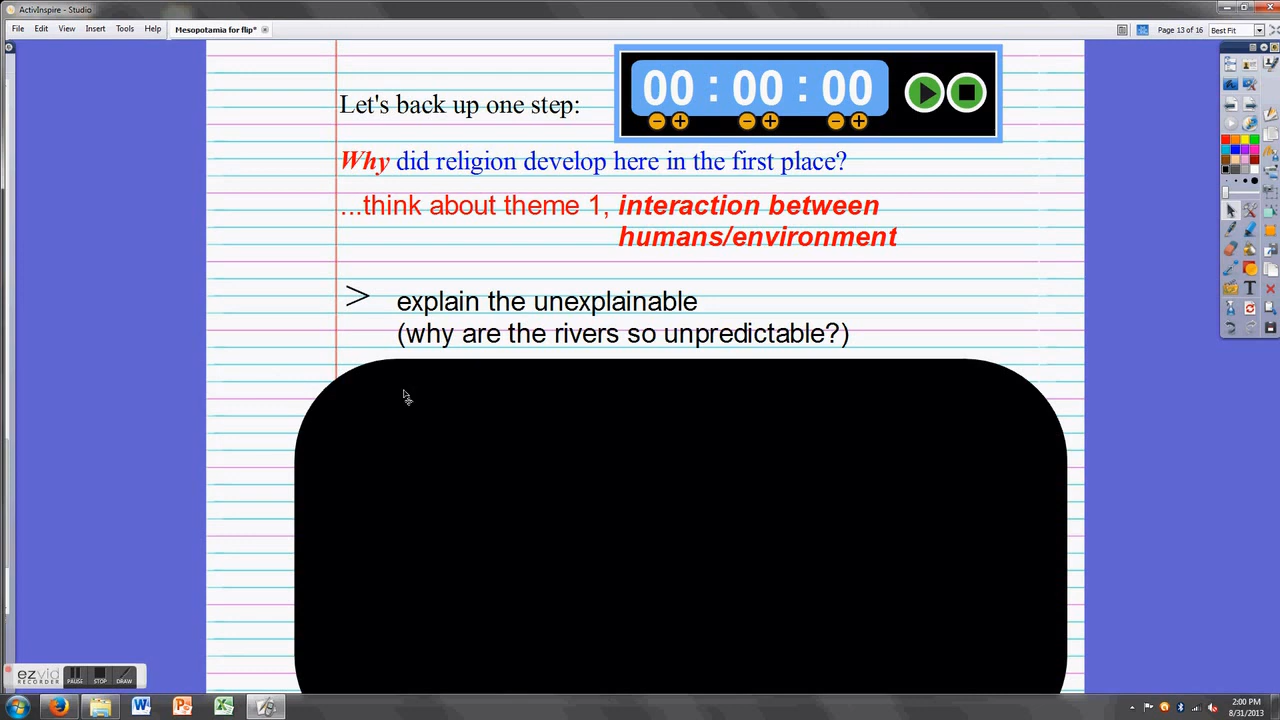 ActivInspire - Studio
File Edit View Insert Tools Help
Mesopotamia for flip*
Page 13 of 16
Best Fit
00 : 00 : 00
Let's back up one step:
Why did religion develop here in the first place?
...think about theme 1, interaction between
humans/environment
> explain the unexplainable
(why are the rivers so unpredictable?)
ezvid
RECORDER
PAUSE STOP DRAW
2:00 PM
8/31/2013